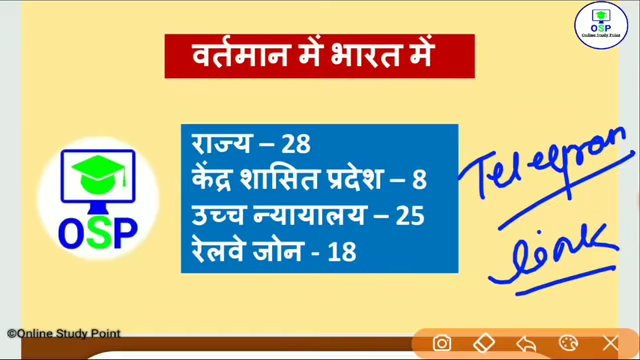 OSP
Online Study Point
वर्तमान में भारत में
राज्य – 28
केंद्र शासित प्रदेश – 8
उच्च न्यायालय – 25
रेलवे जोन - 18
OSP
Telegram
link
©Online Study Point